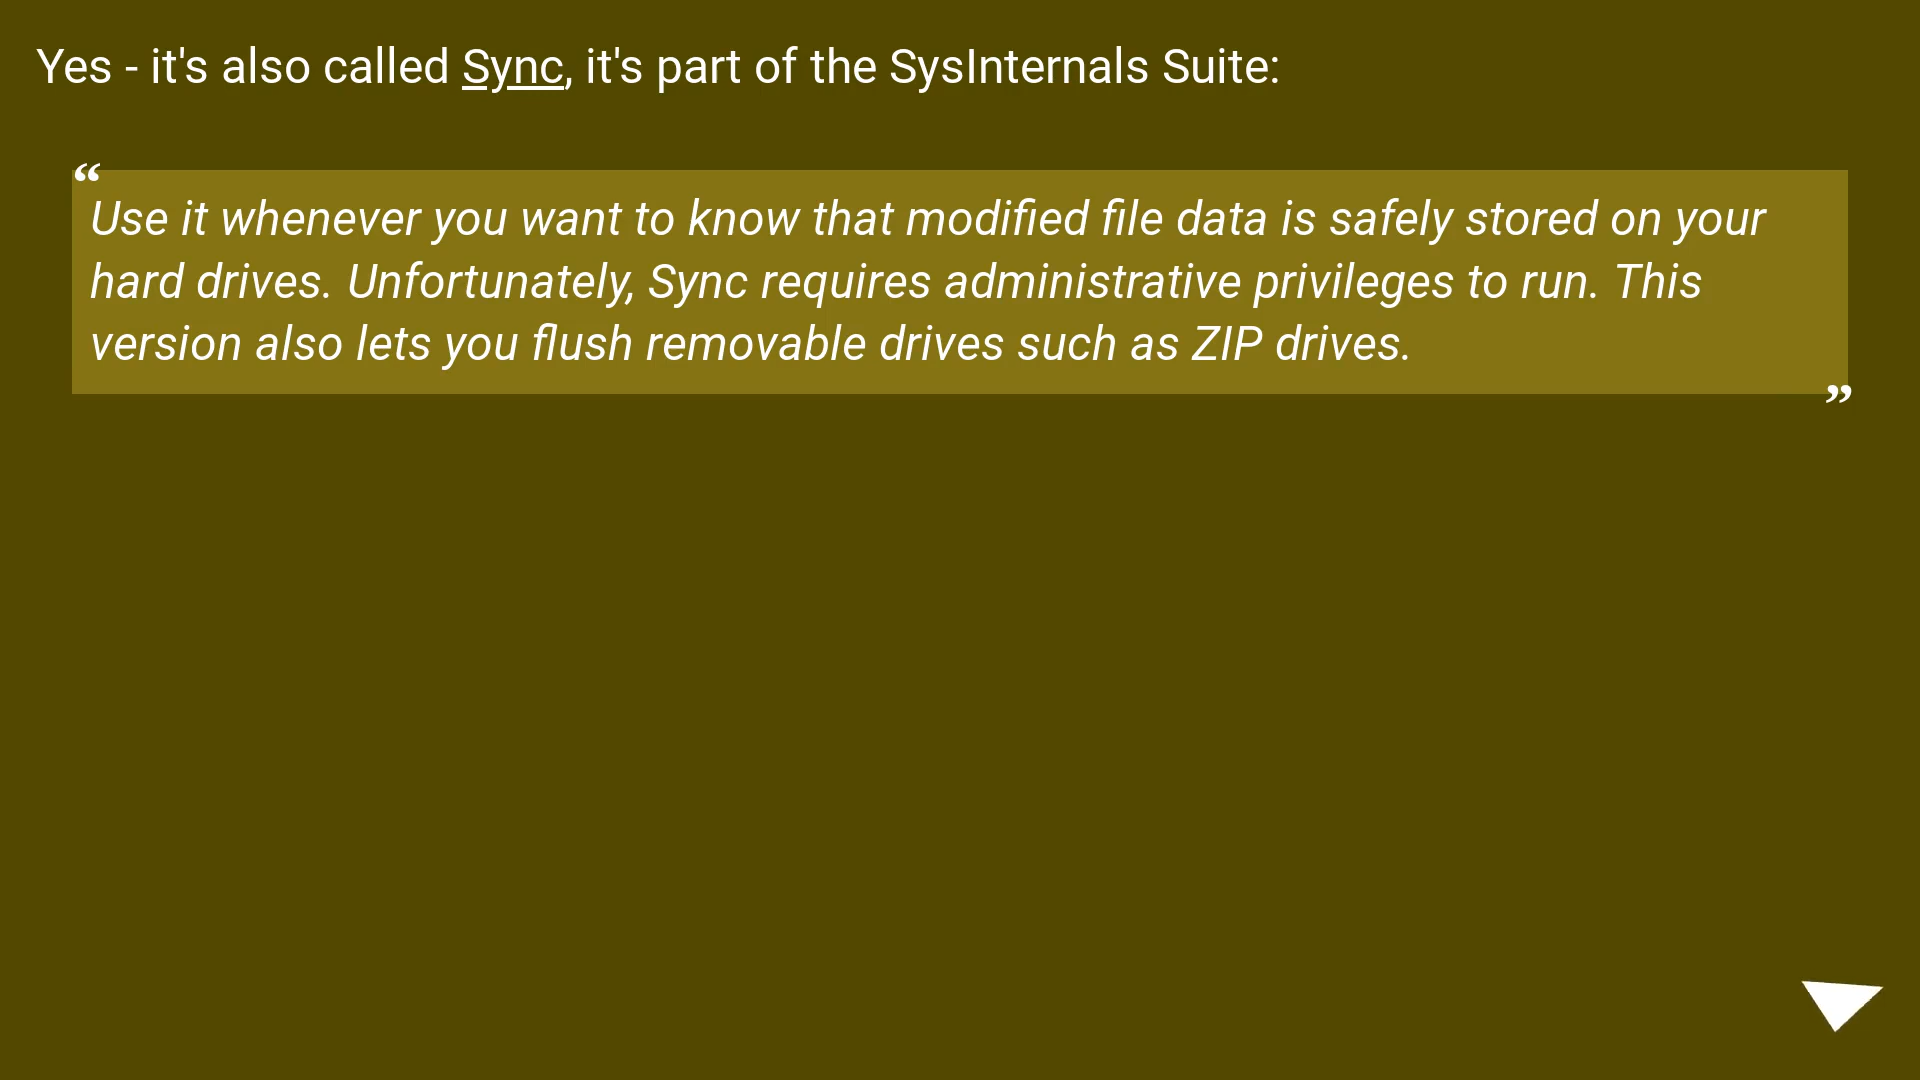 Yes - it's also called Sync, it's part of the SysInternals Suite:
“
Use it whenever you want to know that modified file data is safely stored on your
hard drives. Unfortunately, Sync requires administrative privileges to run. This
version also lets you flush removable drives such as ZIP drives.
”